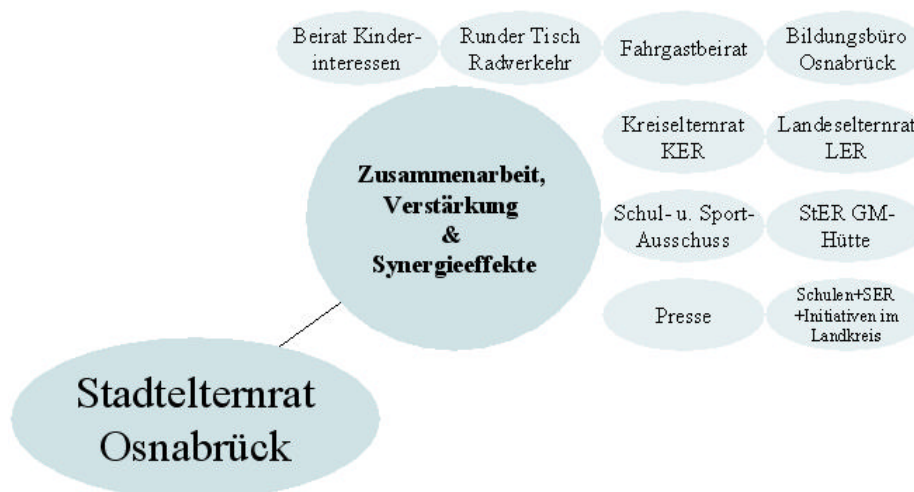 Beirat Kinder-
interessen
Runder Tisch
Radverkehr
Fahrgastbeirat
Bildungsbüro
Osnabrück
Kreiselternrat
KER
Landeselternrat
LER
Zusammenarbeit,
Verstärkung
&
Synergieeffekte
Schul- u. Sport-
Ausschuss
StER GM-
Hütte
Presse
Schulen+SER
+Initiativen im
Landkreis
Stadtelternrat
Osnabrück